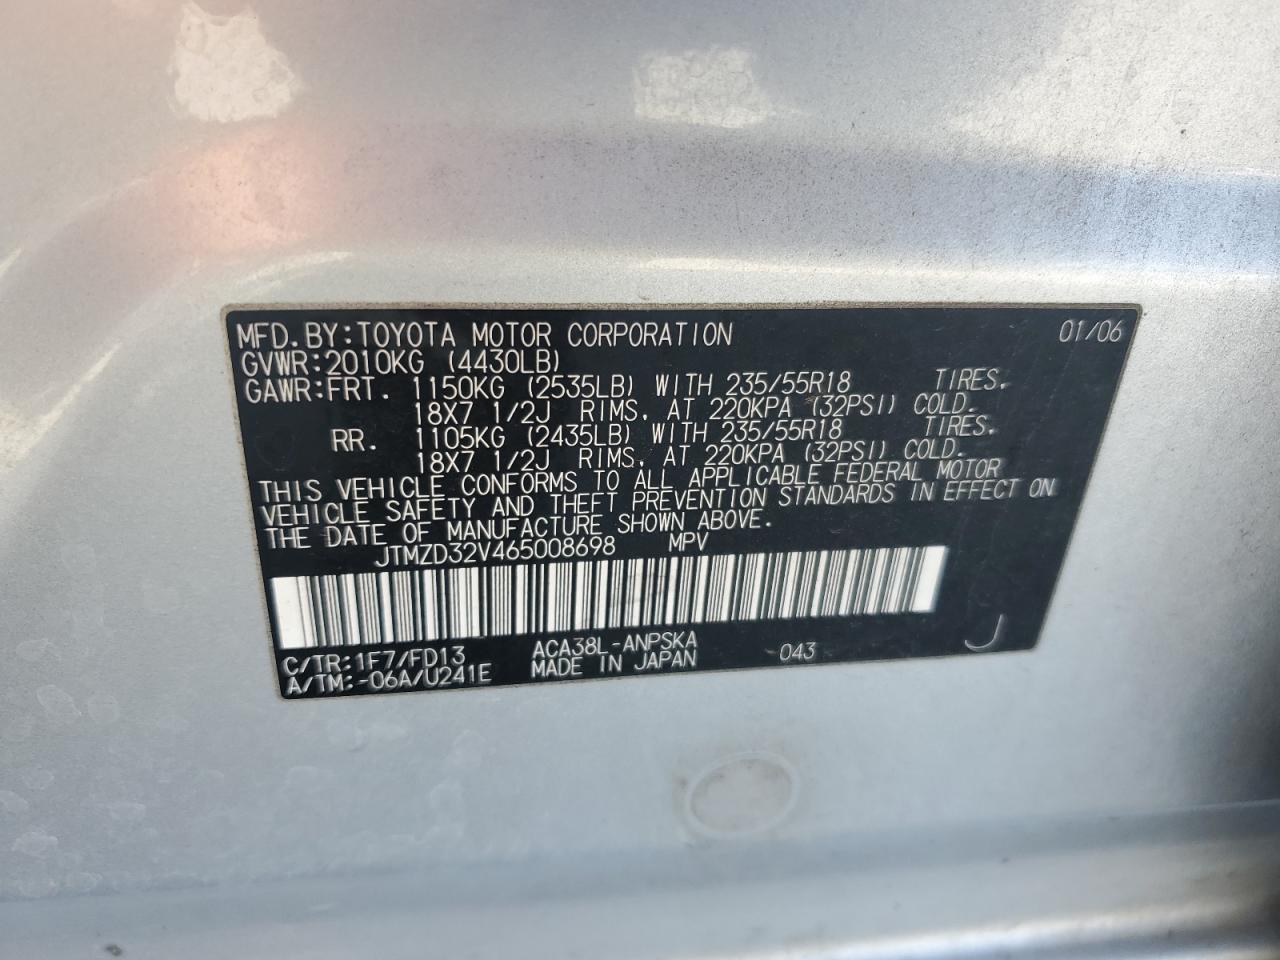 MFD. BY: TOYOTA MOTOR CORPORATION 01/06
GVWR: 2010KG (4430LB)
GAWR: FRT. 1150KG (2535LB) WITH 235/55R18 TIRES,
18X7 1/2J RIMS, AT 220KPA (32PSI) COLD.
RR. 1105KG (2435LB) WITH 235/55R18 TIRES,
18X7 1/2J RIMS, AT 220KPA (32PSI) COLD.
THIS VEHICLE CONFORMS TO ALL APPLICABLE FEDERAL MOTOR
VEHICLE SAFETY AND THEFT PREVENTION STANDARDS IN EFFECT ON
THE DATE OF MANUFACTURE SHOWN ABOVE.
JTMZD32V465008698 MPV
C/TR: 1F7/FD13 ACA38L-ANPSKA 043 J
A/TM: -06A/U241E MADE IN JAPAN